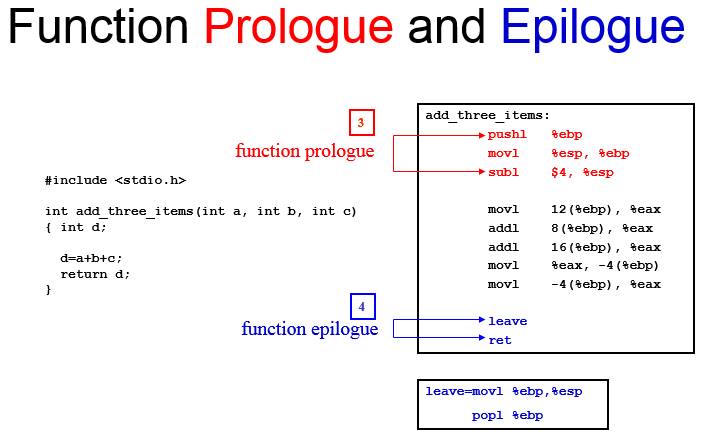 Function Prologue and Epilogue
3
function prologue
#include <stdio.h>
int add_three_items(int a, int b, int c)
{ int d;
d=a+b+c;
return d;
}
4
function epilogue
add_three_items:
pushl %ebp
movl %esp, %ebp
subl $4, %esp
movl 12(%ebp), %eax
addl 8(%ebp), %eax
addl 16(%ebp), %eax
movl %eax, -4(%ebp)
movl -4(%ebp), %eax
leave
ret
leave=movl %ebp,%esp
popl %ebp